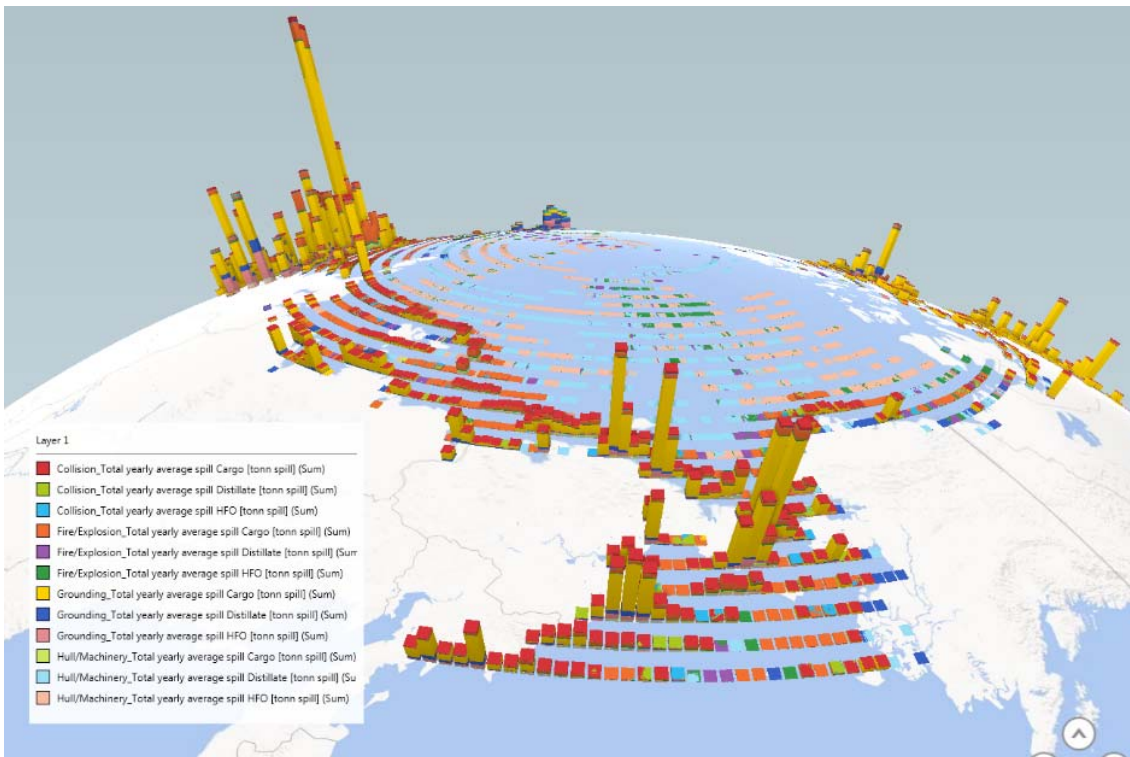 Layer 1
Collision_Total yearly average spill Cargo [tonn spill] (Sum)
Collision_Total yearly average spill Distillate [tonn spill] (Sum)
Collision_Total yearly average spill HFO [tonn spill] (Sum)
Fire/Explosion_Total yearly average spill Cargo [tonn spill] (Sum)
Fire/Explosion_Total yearly average spill Distillate [tonn spill] (Sum
Fire/Explosion_Total yearly average spill HFO [tonn spill] (Sum)
Grounding_Total yearly average spill Cargo [tonn spill] (Sum)
Grounding_Total yearly average spill Distillate [tonn spill] (Sum)
Grounding_Total yearly average spill HFO [tonn spill] (Sum)
Hull/Machinery_Total yearly average spill Cargo [tonn spill] (Sum)
Hull/Machinery_Total yearly average spill Distillate [tonn spill] (Su
Hull/Machinery_Total yearly average spill HFO [tonn spill] (Sum)